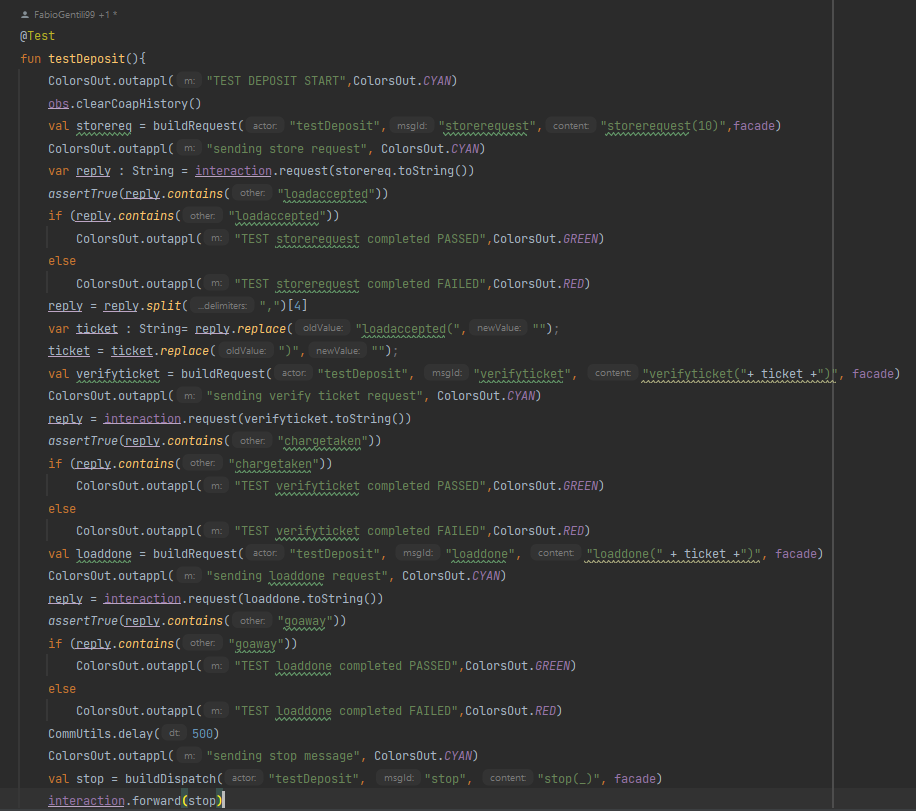 FabioGentili99 +1 *
@Test
fun testDeposit(){
ColorsOut.outappl( m: "TEST DEPOSIT START",ColorsOut.CYAN)
obs.clearCoapHistory()
val storereq = buildRequest( actor: "testDeposit", msgId: "storerequest", content: "storerequest(10)",facade)
ColorsOut.outappl( m: "sending store request", ColorsOut.CYAN)
var reply : String = interaction.request(storereq.toString())
assertTrue(reply.contains( other: "loadaccepted"))
if (reply.contains( other: "loadaccepted"))
ColorsOut.outappl( m: "TEST storerequest completed PASSED",ColorsOut.GREEN)
else
ColorsOut.outappl( m: "TEST storerequest completed FAILED",ColorsOut.RED)
reply = reply.split( ...delimiters: ",")[4]
var ticket : String= reply.replace( oldValue: "loadaccepted(", newValue: "");
ticket = ticket.replace( oldValue: ")", newValue: "");
val verifyticket = buildRequest( actor: "testDeposit", msgId: "verifyticket", content: "verifyticket("+ ticket +")", facade)
ColorsOut.outappl( m: "sending verify ticket request", ColorsOut.CYAN)
reply = interaction.request(verifyticket.toString())
assertTrue(reply.contains( other: "chargetaken"))
if (reply.contains( other: "chargetaken"))
ColorsOut.outappl( m: "TEST verifyticket completed PASSED",ColorsOut.GREEN)
else
ColorsOut.outappl( m: "TEST verifyticket completed FAILED",ColorsOut.RED)
val loaddone = buildRequest( actor: "testDeposit", msgId: "loaddone", content: "loaddone(" + ticket +")", facade)
ColorsOut.outappl( m: "sending loaddone request", ColorsOut.CYAN)
reply = interaction.request(loaddone.toString())
assertTrue(reply.contains( other: "goaway"))
if (reply.contains( other: "goaway"))
ColorsOut.outappl( m: "TEST loaddone completed PASSED",ColorsOut.GREEN)
else
ColorsOut.outappl( m: "TEST loaddone completed FAILED",ColorsOut.RED)
CommUtils.delay( dt: 500)
ColorsOut.outappl( m: "sending stop message", ColorsOut.CYAN)
val stop = buildDispatch( actor: "testDeposit", msgId: "stop", content: "stop(_)", facade)
interaction.forward(stop)